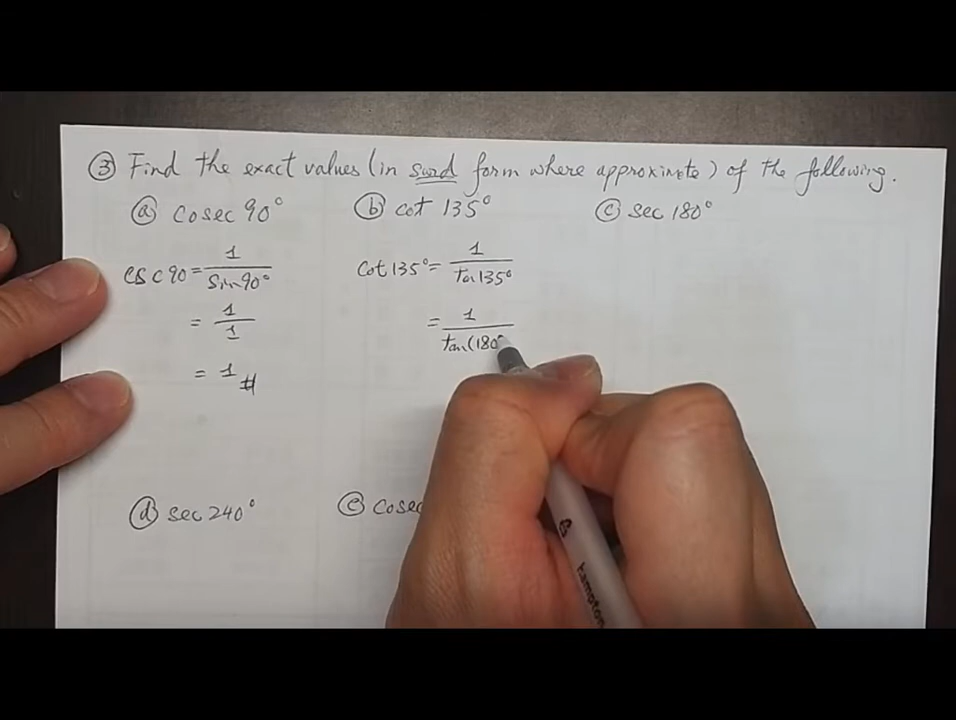 ③ Find the exact values (in surd form where approximate) of the following.
ⓐ cosec 90° ⓑ cot 135° ⓒ sec 180°
csc 90 = 1/sin 90° cot 135° = 1/tan 135°
= 1/1 = 1/tan(180°
= 1 #
ⓓ sec 240° ⓔ cosec
hampton